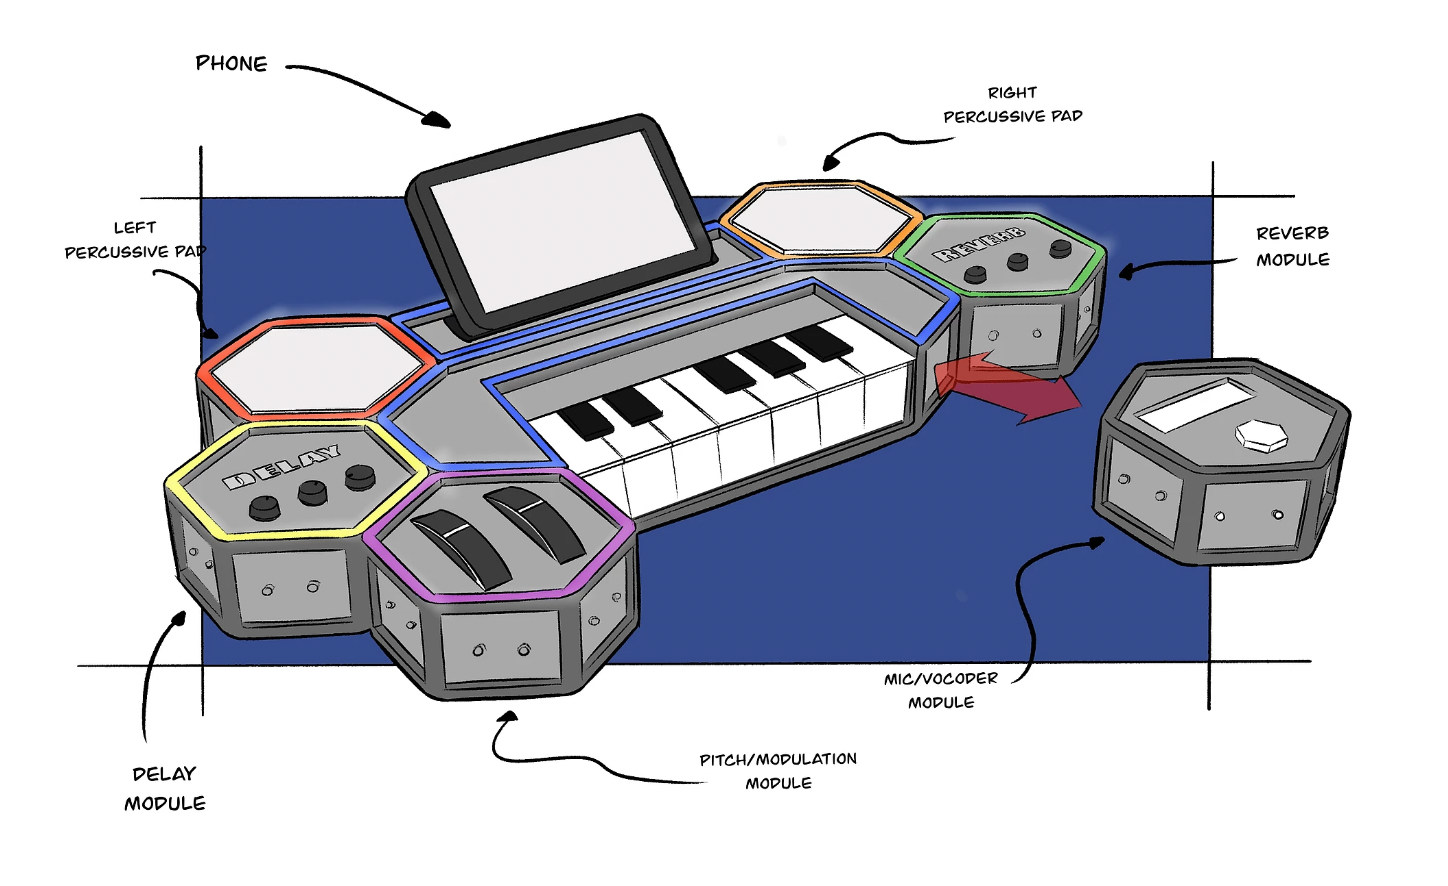 PHONE
RIGHT
PERCUSSIVE PAD
LEFT
PERCUSSIVE PAD
REVERB
REVERB
MODULE
DELAY
MIC/VOCODER
MODULE
PITCH/MODULATION
MODULE
DELAY
MODULE